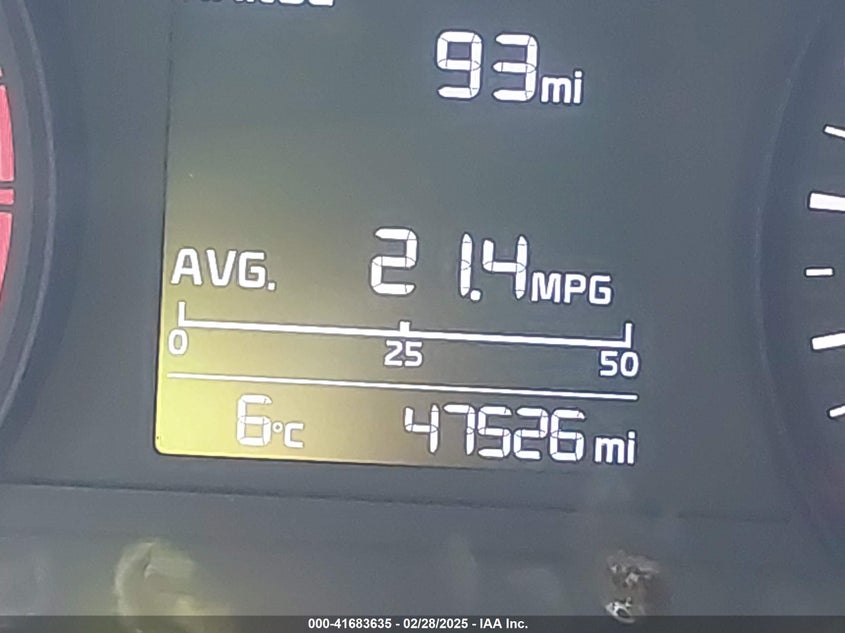 93mi
AVG. 21.4MPG
0 25 50
6°C 47526 mi
000-41683635 - 02/28/2025 - IAA Inc.